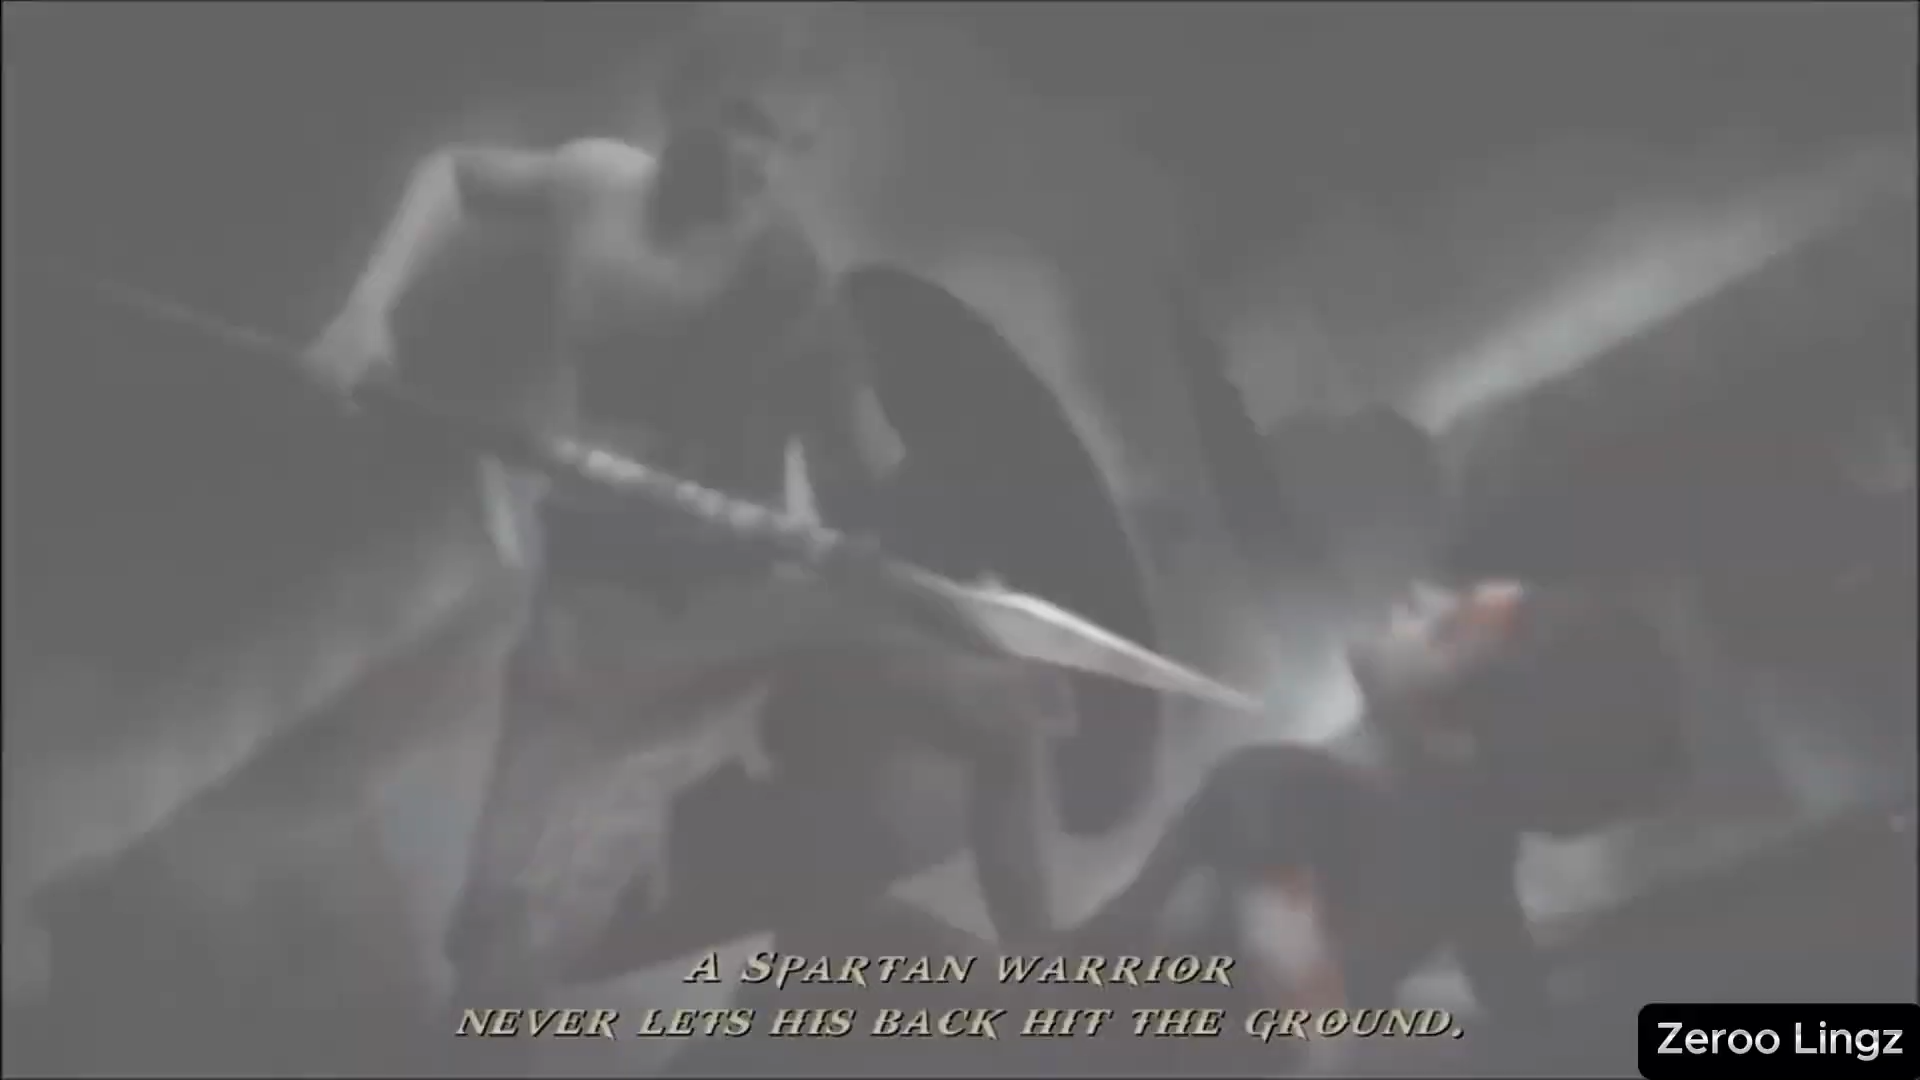 A Spartan warrior
never lets his back hit the ground.
Zeroo Lingz